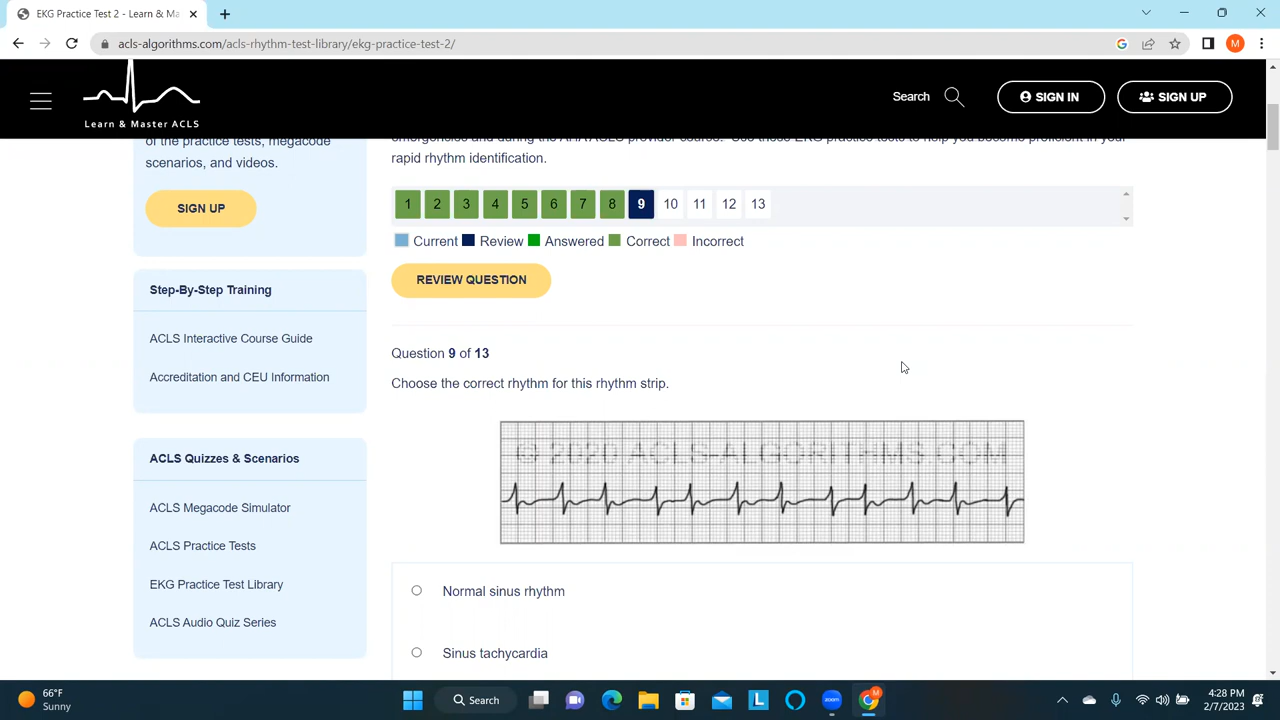 EKG Practice Test 2 - Learn & Ma
acls-algorithms.com/acls-rhythm-test-library/ekg-practice-test-2/
M
Learn & Master ACLS
Search
SIGN IN
SIGN UP
of the practice tests, megacode
scenarios, and videos.
SIGN UP
Step-By-Step Training
ACLS Interactive Course Guide
Accreditation and CEU Information
ACLS Quizzes & Scenarios
ACLS Megacode Simulator
ACLS Practice Tests
EKG Practice Test Library
ACLS Audio Quiz Series
rapid rhythm identification.
1 2 3 4 5 6 7 8 9 10 11 12 13
Current Review Answered Correct Incorrect
REVIEW QUESTION
Question 9 of 13
Choose the correct rhythm for this rhythm strip.
© 2020 ACLS-ALGORITHMS.COM
Normal sinus rhythm
Sinus tachycardia
66°F
Sunny
Search
L
zoom
M
4:28 PM
2/7/2023